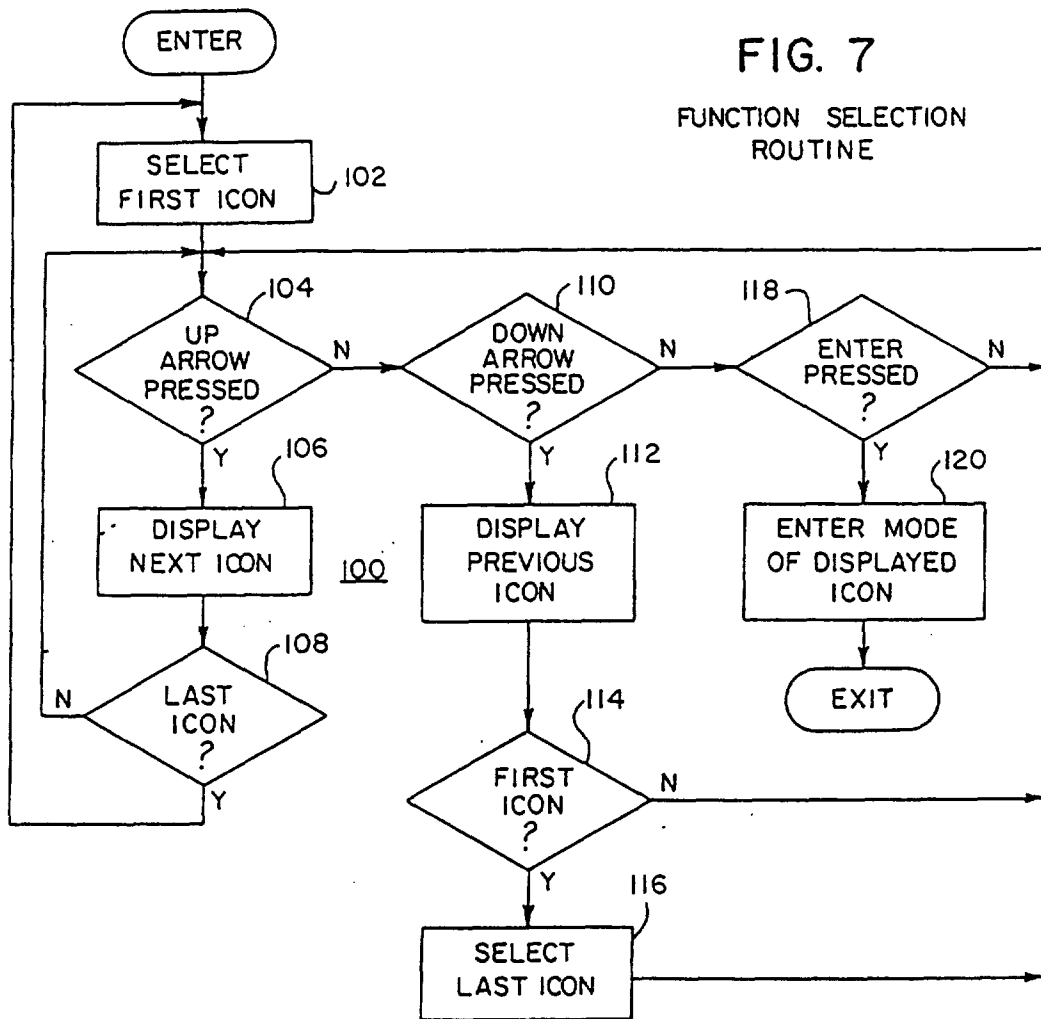 ENTER
FIG. 7
FUNCTION SELECTION
ROUTINE
SELECT
FIRST ICON
102
104
UP
ARROW
PRESSED
?
N
Y
110
DOWN
ARROW
PRESSED
?
N
Y
118
ENTER
PRESSED
?
N
Y
106
DISPLAY
NEXT ICON
100
112
DISPLAY
PREVIOUS
ICON
120
ENTER MODE
OF DISPLAYED
ICON
EXIT
108
LAST
ICON
?
N
Y
114
FIRST
ICON
?
N
Y
116
SELECT
LAST ICON